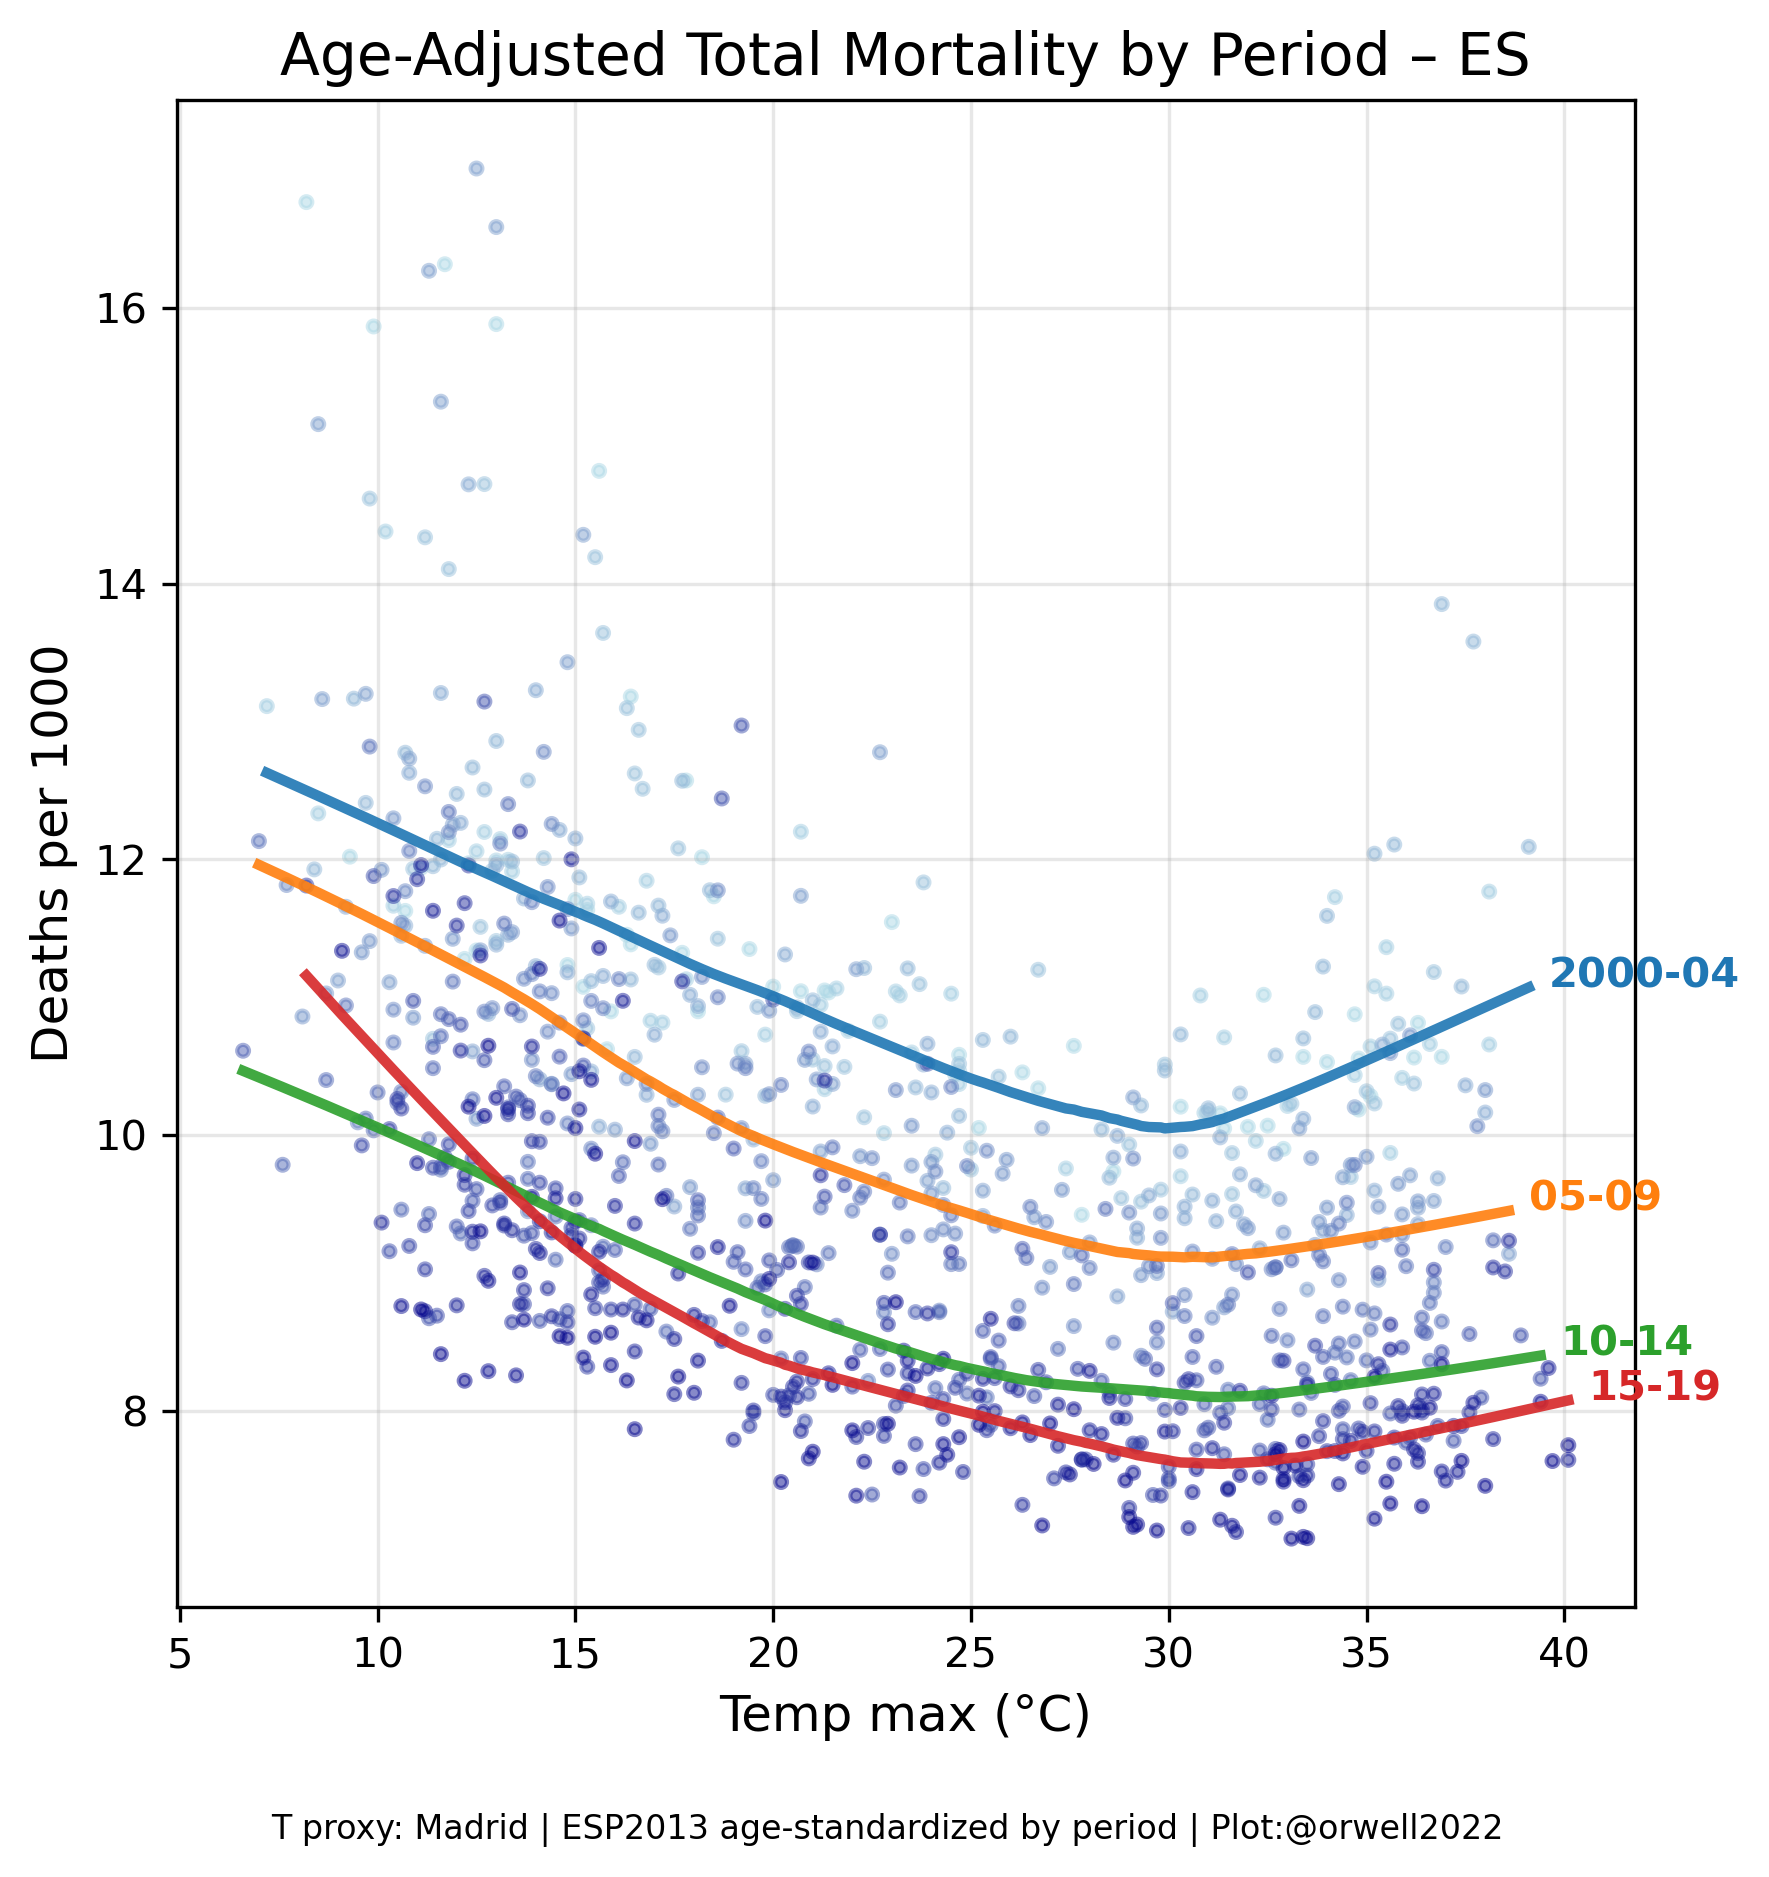 Age-Adjusted Total Mortality by Period – ES
Deaths per 1000
16
14
12
10
8
2000-04
05-09
10-14
15-19
5 10 15 20 25 30 35 40
Temp max (°C)
T proxy: Madrid | ESP2013 age-standardized by period | Plot:@orwell2022